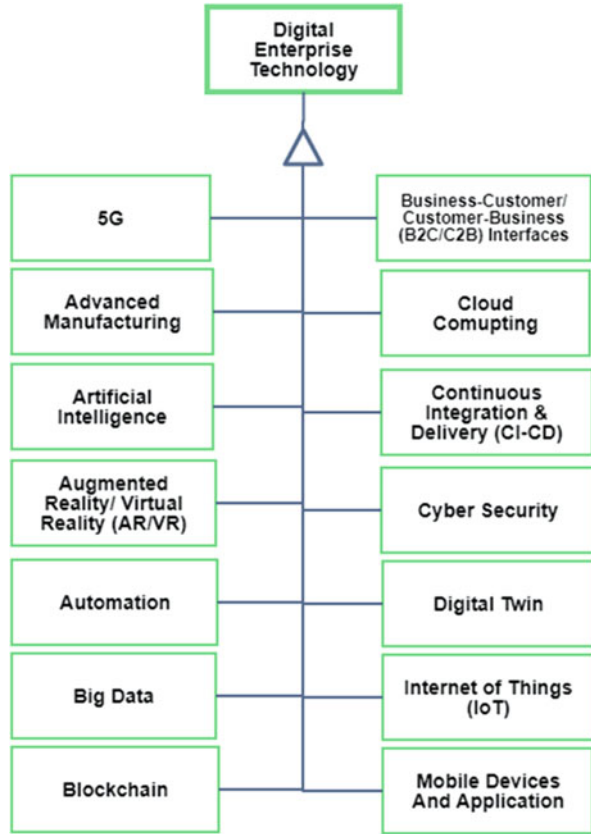 Digital
Enterprise
Technology
5G
Business-Customer/
Customer-Business
(B2C/C2B) Interfaces
Advanced
Manufacturing
Cloud
Comupting
Artificial
Intelligence
Continuous
Integration &
Delivery (CI-CD)
Augmented
Reality/ Virtual
Reality (AR/VR)
Cyber Security
Automation
Digital Twin
Big Data
Internet of Things
(IoT)
Blockchain
Mobile Devices
And Application